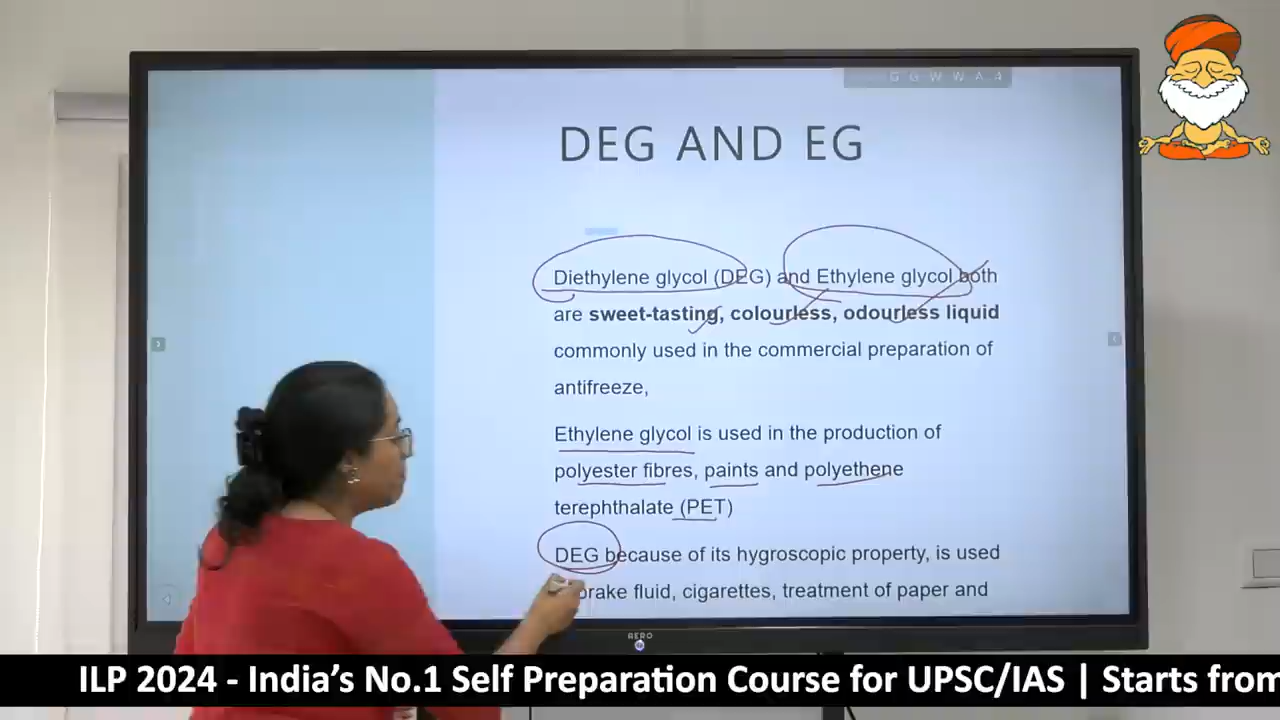 G G W W A 4
DEG AND EG
Diethylene glycol (DEG) and Ethylene glycol both
are sweet-tasting, colourless, odourless liquid
commonly used in the commercial preparation of
antifreeze,
Ethylene glycol is used in the production of
polyester fibres, paints and polyethene
terephthalate (PET)
DEG because of its hygroscopic property, is used
brake fluid, cigarettes, treatment of paper and
AERO
ILP 2024 - India's No.1 Self Preparation Course for UPSC/IAS | Starts from